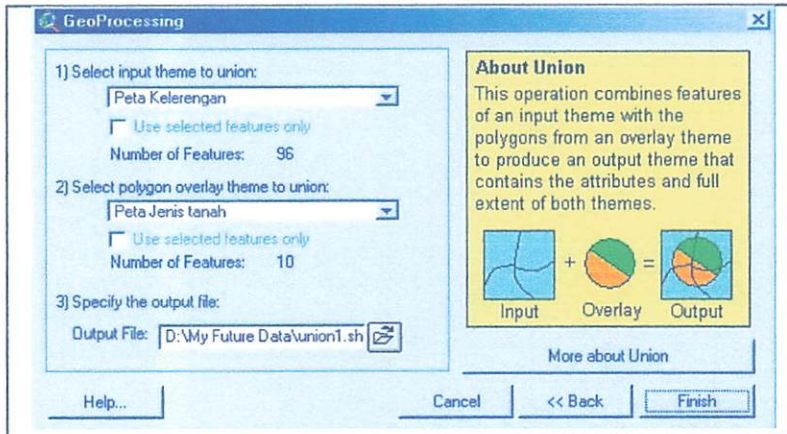 GeoProcessing
1) Select input theme to union:
Peta Kelerengan
Use selected features only
Number of Features: 96
2) Select polygon overlay theme to union:
Peta Jenis tanah
Use selected features only
Number of Features: 10
3) Specify the output file:
Output File: D:\My Future Data\union1.sh
About Union
This operation combines features
of an input theme with the
polygons from an overlay theme
to produce an output theme that
contains the attributes and full
extent of both themes.
+ =
Input Overlay Output
More about Union
Help... Cancel << Back Finish